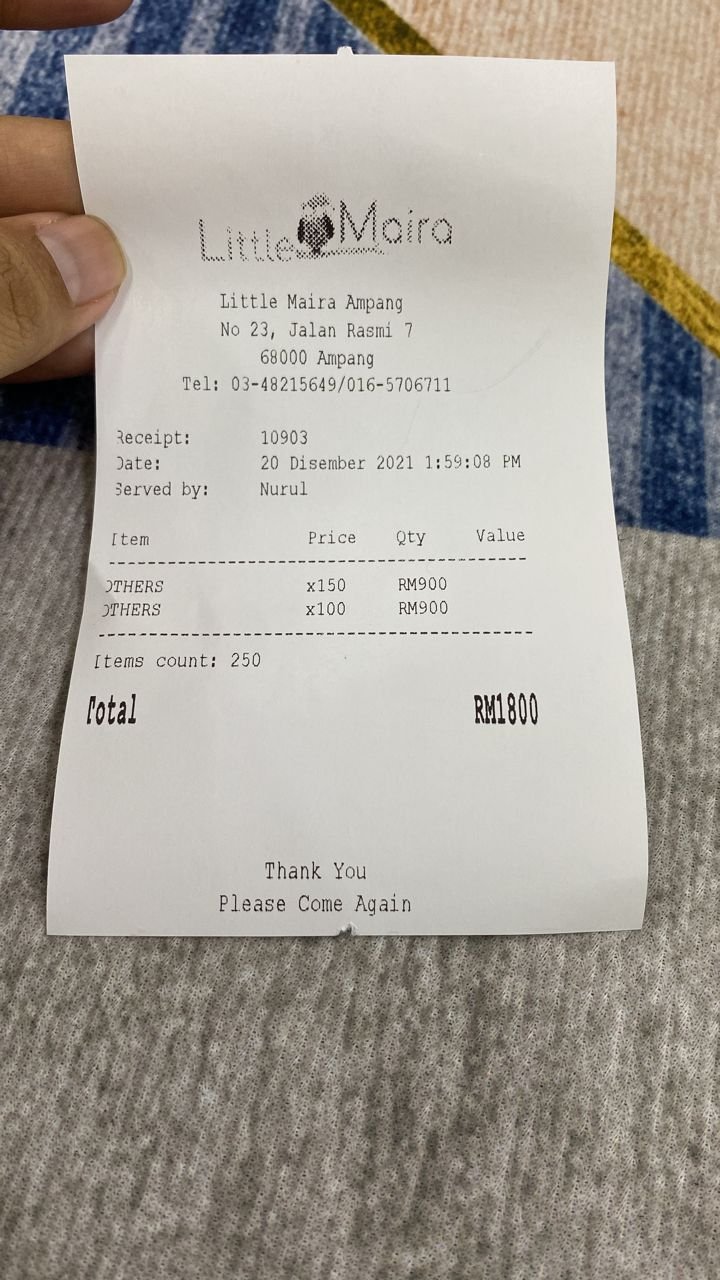 Little Maira
Little Maira Ampang
No 23, Jalan Rasmi 7
68000 Ampang
Tel: 03-48215649/016-5706711
Receipt: 10903
Date: 20 Disember 2021 1:59:08 PM
Served by: Nurul
Item Price Qty Value
OTHERS x150 RM900
OTHERS x100 RM900
Items count: 250
Total RM1800
Thank You
Please Come Again